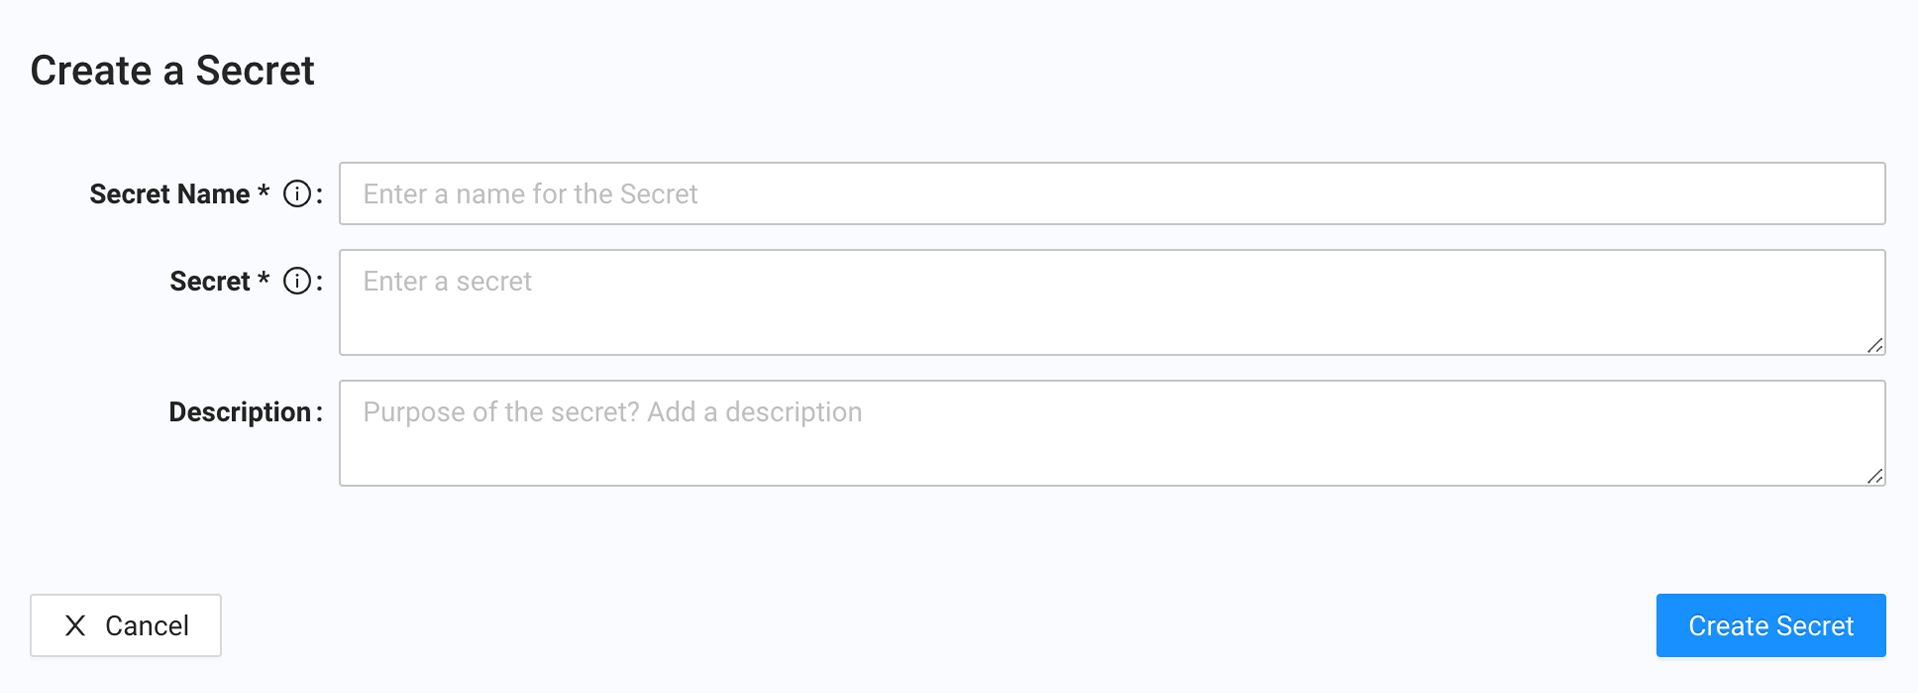 Create a Secret
Secret Name * ⓘ: Enter a name for the Secret
Secret * ⓘ: Enter a secret
Description: Purpose of the secret? Add a description
X Cancel Create Secret